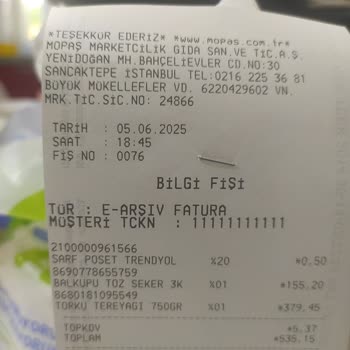 *TEŞEKKÜR EDERİZ* *www.mopas.com.tr*
MOPAŞ MARKETCİLİK GIDA SAN.VE TİC.A.Ş.
YENİDOĞAN MH.BAHÇELİEVLER CD.NO:30
SANCAKTEPE İSTANBUL TEL:0216 225 36 81
BÜYÜK MÜKELLEFLER VD. 6220429602 VN.
MRK.TİC.SİC.NO: 24866
TARİH : 05.06.2025
SAAT : 18:45
FİŞ NO : 0076
BİLGİ FİŞİ
TÜR : E-ARŞİV FATURA
MÜŞTERİ TCKN : 11111111111
2100000961566
SARF POSET TRENDYOL %20 *0.50
8690778655759
BALKUPU TOZ SEKER 3K %01 *155.20
8680181095549
TORKU TEREYAGI 750GR %01 *379.45
TOPKDV *5.37
TOPLAM *535.15